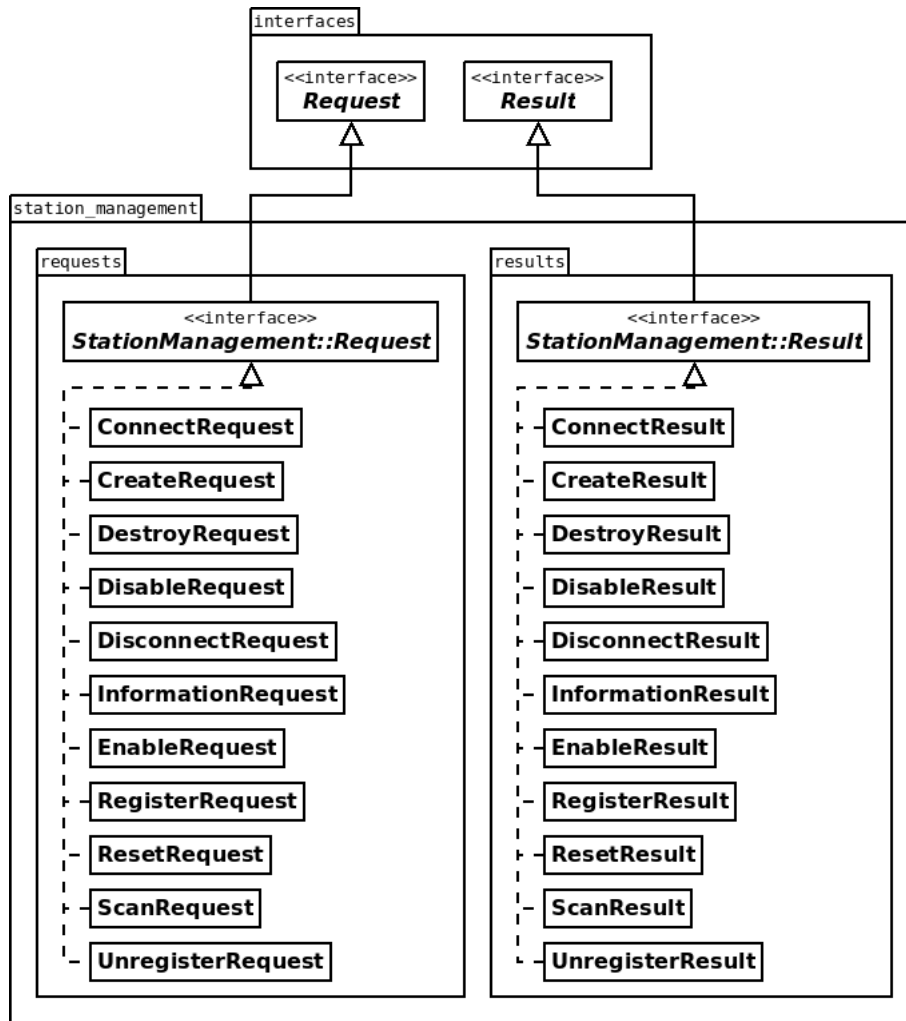 interfaces
<<interface>>
Request
<<interface>>
Result
station_management
requests
<<interface>>
StationManagement::Request
ConnectRequest
CreateRequest
DestroyRequest
DisableRequest
DisconnectRequest
InformationRequest
EnableRequest
RegisterRequest
ResetRequest
ScanRequest
UnregisterRequest
results
<<interface>>
StationManagement::Result
ConnectResult
CreateResult
DestroyResult
DisableResult
DisconnectResult
InformationResult
EnableResult
RegisterResult
ResetResult
ScanResult
UnregisterResult